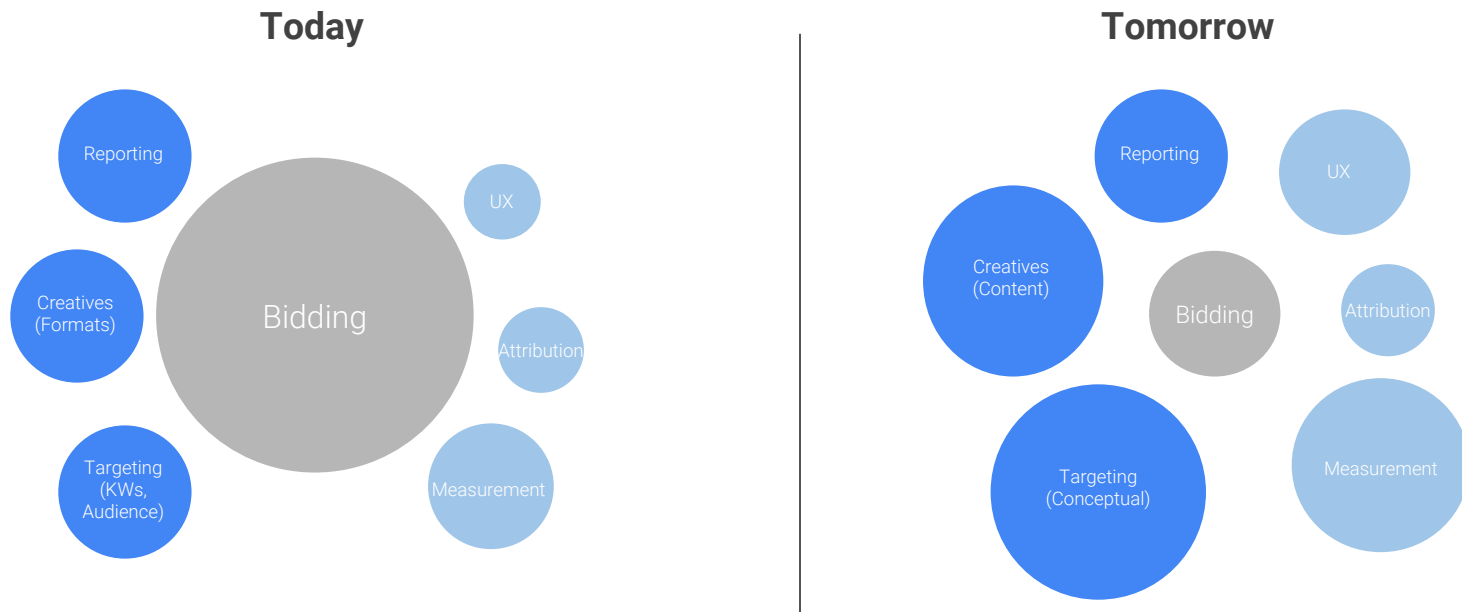 Today
Reporting
UX
Bidding
Creatives
(Formats)
Attribution
Targeting
(KWs,
Audience)
Measurement
Tomorrow
Reporting
UX
Creatives
(Content)
Bidding
Attribution
Targeting
(Conceptual)
Measurement